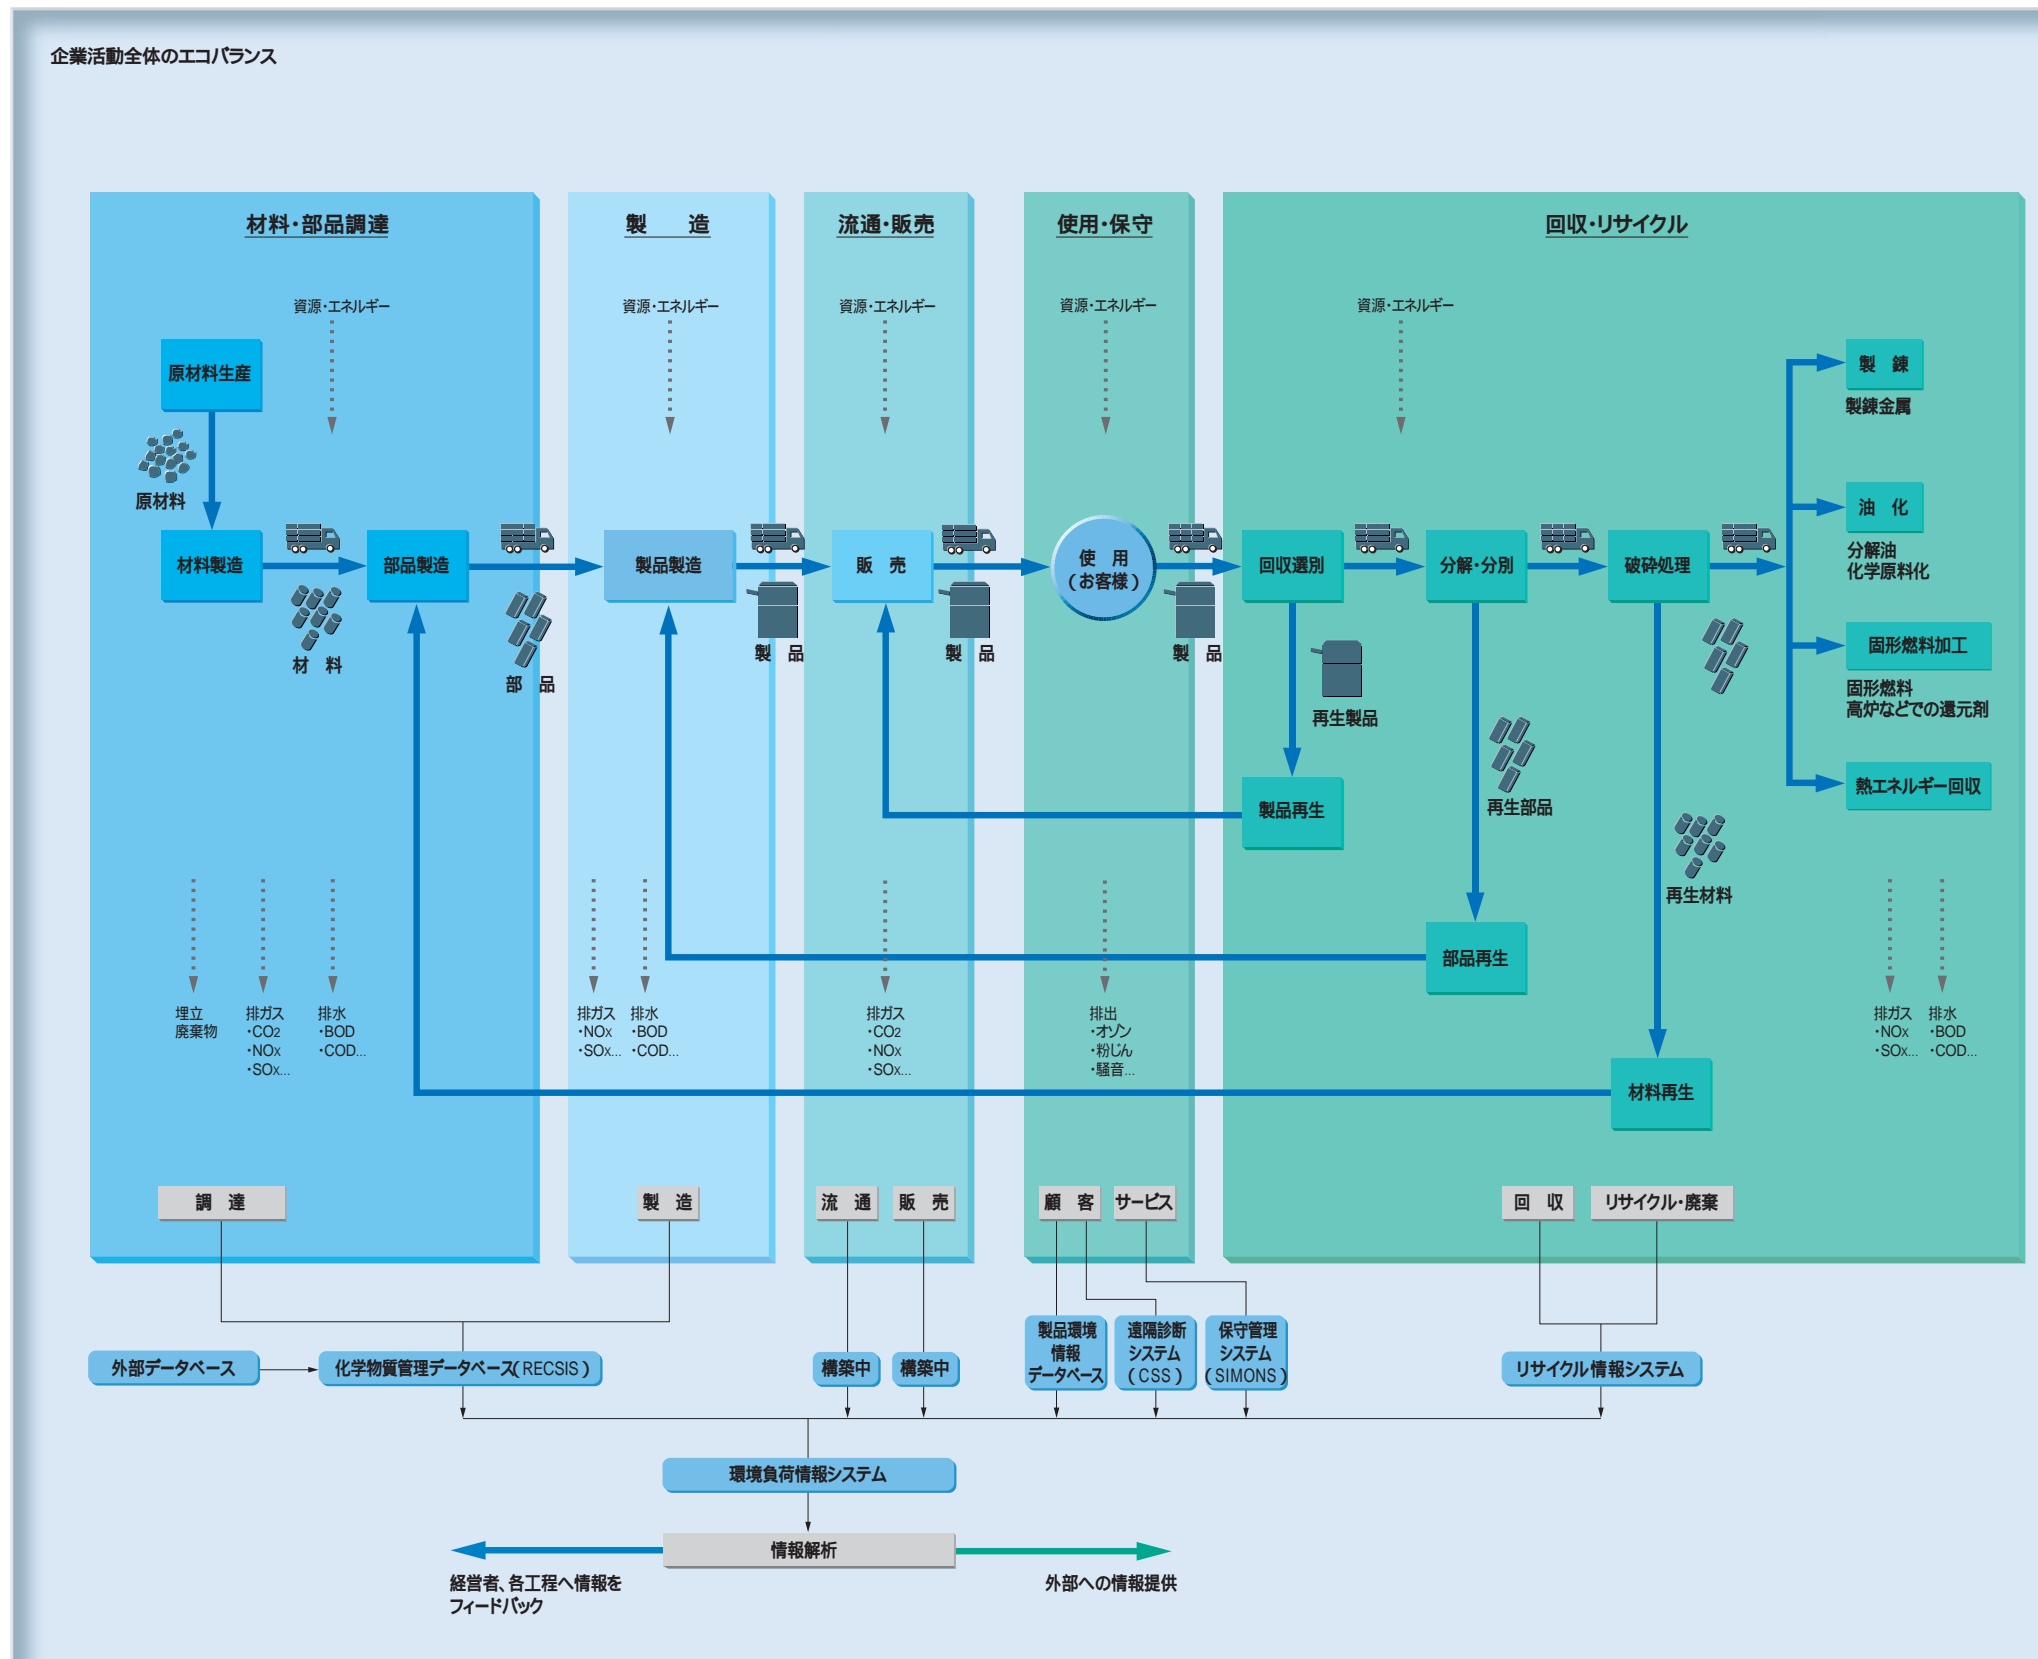 企業活動全体のエコバランス
材料・部品調達
製　造
流通・販売
使用・保守
回収・リサイクル
資源・エネルギー
資源・エネルギー
資源・エネルギー
資源・エネルギー
資源・エネルギー
原材料生産
原材料
材料製造
材　料
部品製造
部　品
製品製造
製　品
販　売
製　品
使　用
(お客様)
製　品
回収選別
分解・分別
破砕処理
製　錬
製錬金属
油　化
分解油
化学原料化
固形燃料加工
固形燃料
高炉などでの還元剤
熱エネルギー回収
再生製品
製品再生
再生部品
部品再生
再生材料
材料再生
埋立
廃棄物
排ガス
・CO2
・NOx
・SOx...
排水
・BOD
・COD...
排ガス
・NOx
・SOx...
排水
・BOD
・COD...
排ガス
・CO2
・NOx
・SOx...
排出
・オゾン
・粉じん
・騒音...
排ガス
・NOx
・SOx...
排水
・BOD
・COD...
調　達
製　造
流　通
販　売
顧　客
サービス
回　収
リサイクル・廃棄
外部データベース
化学物質管理データベース(RECSIS)
構築中
構築中
製品環境
情報
データベース
遠隔診断
システム
(CSS)
保守管理
システム
(SIMONS)
リサイクル情報システム
環境負荷情報システム
情報解析
経営者、各工程へ情報を
フィードバック
外部への情報提供